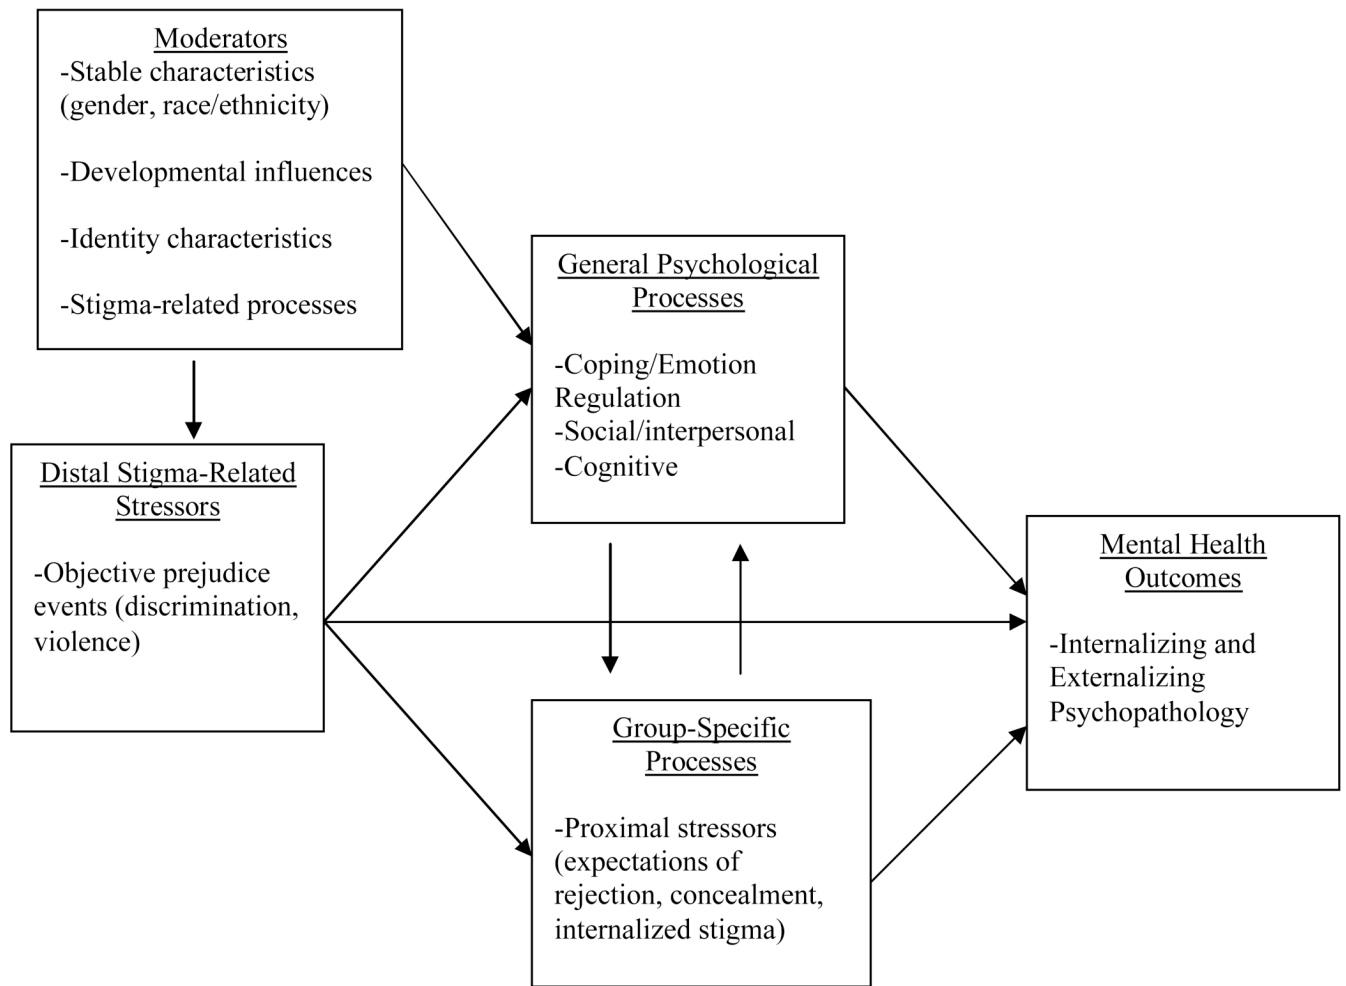 Moderators
-Stable characteristics
(gender, race/ethnicity)
-Developmental influences
-Identity characteristics
-Stigma-related processes
Distal Stigma-Related
Stressors
-Objective prejudice
events (discrimination,
violence)
General Psychological
Processes
-Coping/Emotion
Regulation
-Social/interpersonal
-Cognitive
Group-Specific
Processes
-Proximal stressors
(expectations of
rejection, concealment,
internalized stigma)
Mental Health
Outcomes
-Internalizing and
Externalizing
Psychopathology